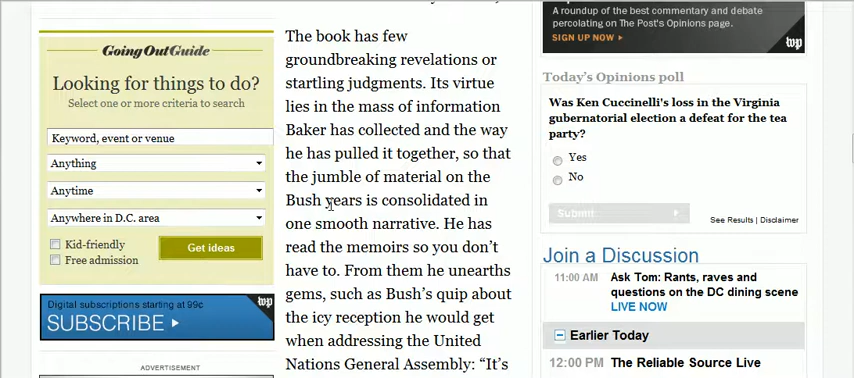 GoingOutGuide
Looking for things to do?
Select one or more criteria to search
Keyword, event or venue
Anything
Anytime
Anywhere in D.C. area
Kid-friendly
Free admission
Get ideas
Digital subscriptions starting at 99¢
wp
SUBSCRIBE
ADVERTISEMENT
The book has few
groundbreaking revelations or
startling judgments. Its virtue
lies in the mass of information
Baker has collected and the way
he has pulled it together, so that
the jumble of material on the
Bush years is consolidated in
one smooth narrative. He has
read the memoirs so you don’t
have to. From them he unearths
gems, such as Bush’s quip about
the icy reception he would get
when addressing the United
Nations General Assembly: “It’s
A roundup of the best commentary and debate
percolating on The Post's Opinions page.
SIGN UP NOW
wp
Today's Opinions poll
Was Ken Cuccinelli's loss in the Virginia
gubernatorial election a defeat for the tea
party?
Yes
No
Submit
See Results | Disclaimer
Join a Discussion
11:00 AM Ask Tom: Rants, raves and
questions on the DC dining scene
LIVE NOW
Earlier Today
12:00 PM The Reliable Source Live